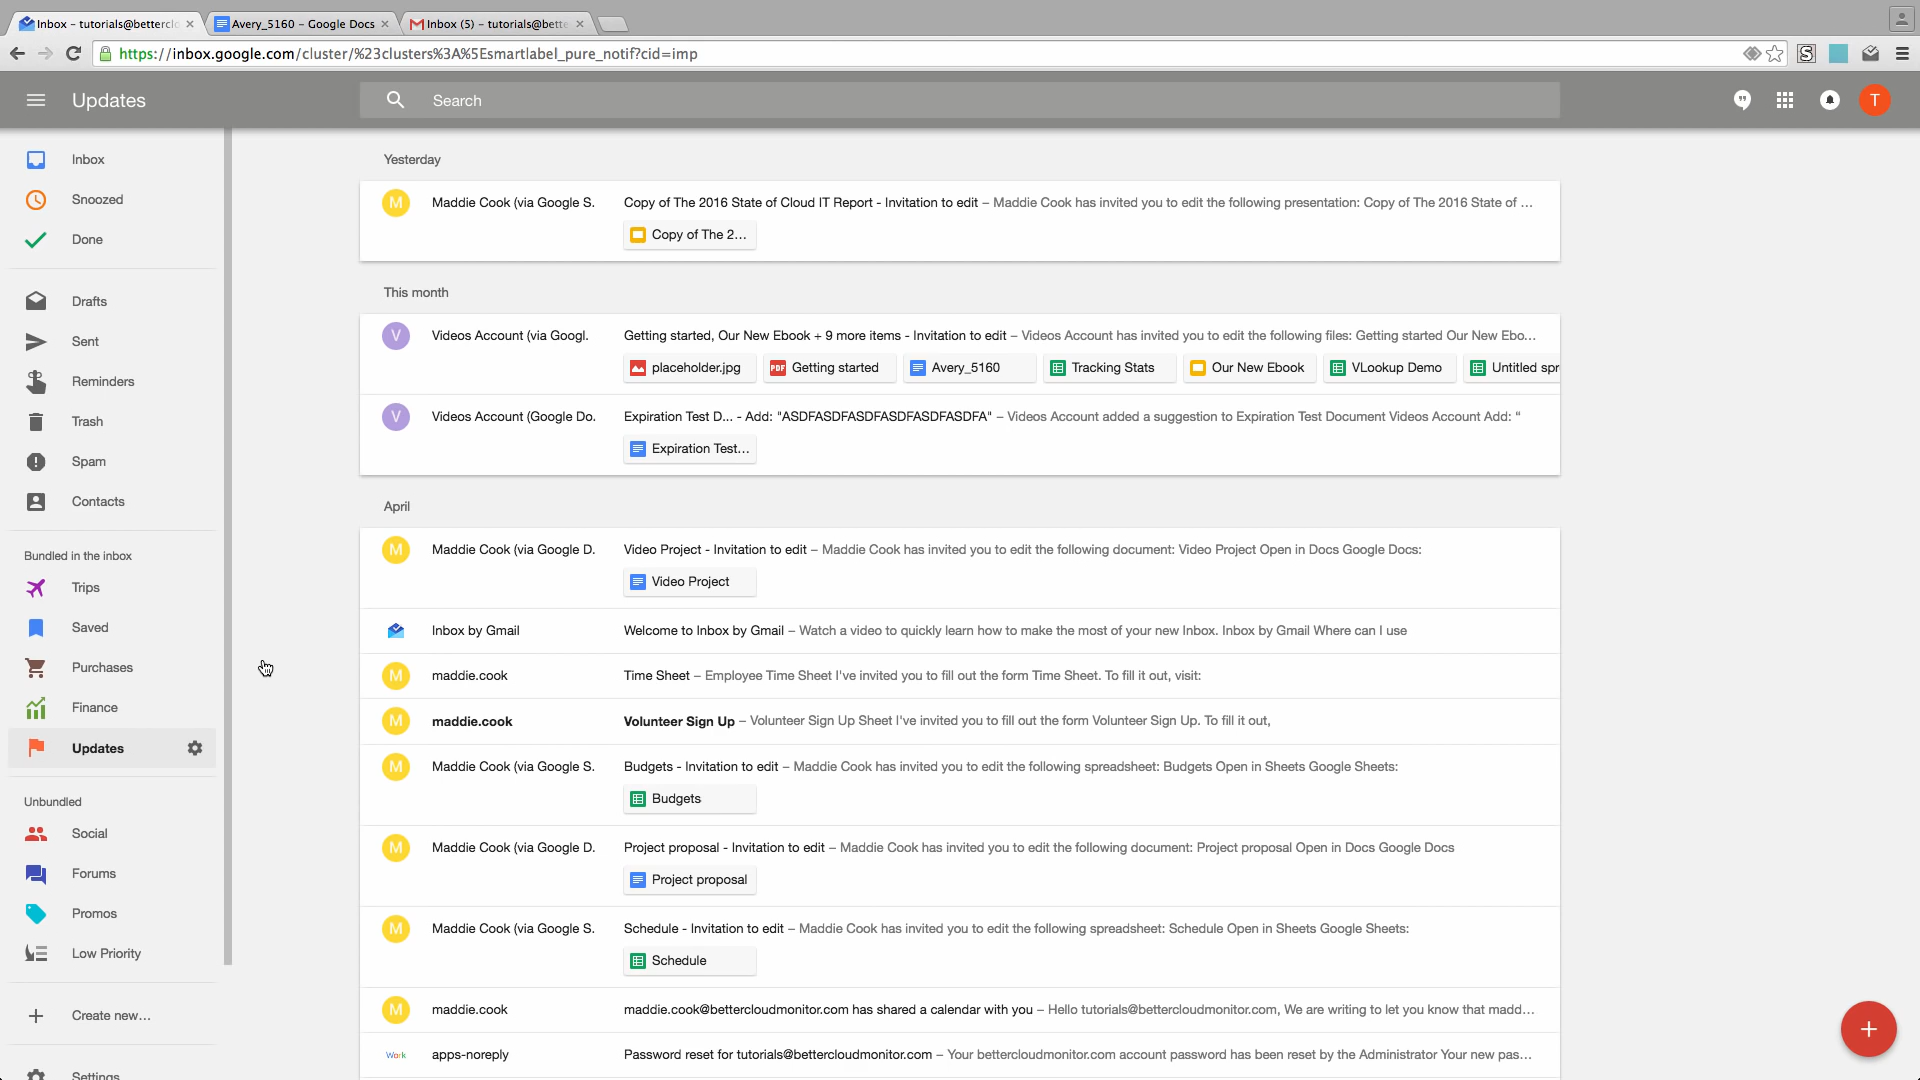 Inbox – tutorials@bettercl
Avery_5160 – Google Docs
Inbox (5) – tutorials@bette
https://inbox.google.com/cluster/%23clusters%3A%5Esmartlabel_pure_notif?cid=imp
Updates
Search
T
Inbox
Snoozed
Done
Drafts
Sent
Reminders
Trash
Spam
Contacts
Bundled in the inbox
Trips
Saved
Purchases
Finance
Updates
Unbundled
Social
Forums
Promos
Low Priority
Create new...
Settings
Yesterday
M Maddie Cook (via Google S. Copy of The 2016 State of Cloud IT Report - Invitation to edit – Maddie Cook has invited you to edit the following presentation: Copy of The 2016 State of ...
Copy of The 2...
This month
V Videos Account (via Googl. Getting started, Our New Ebook + 9 more items - Invitation to edit – Videos Account has invited you to edit the following files: Getting started Our New Ebo...
placeholder.jpg PDF Getting started Avery_5160 Tracking Stats Our New Ebook VLookup Demo Untitled spr
V Videos Account (Google Do. Expiration Test D... - Add: "ASDFASDFASDFASDFASDFASDFA" – Videos Account added a suggestion to Expiration Test Document Videos Account Add: “
Expiration Test...
April
M Maddie Cook (via Google D. Video Project - Invitation to edit – Maddie Cook has invited you to edit the following document: Video Project Open in Docs Google Docs:
Video Project
Inbox by Gmail Welcome to Inbox by Gmail – Watch a video to quickly learn how to make the most of your new Inbox. Inbox by Gmail Where can I use
M maddie.cook Time Sheet – Employee Time Sheet I've invited you to fill out the form Time Sheet. To fill it out, visit:
M maddie.cook Volunteer Sign Up – Volunteer Sign Up Sheet I've invited you to fill out the form Volunteer Sign Up. To fill it out,
M Maddie Cook (via Google S. Budgets - Invitation to edit – Maddie Cook has invited you to edit the following spreadsheet: Budgets Open in Sheets Google Sheets:
Budgets
M Maddie Cook (via Google D. Project proposal - Invitation to edit – Maddie Cook has invited you to edit the following document: Project proposal Open in Docs Google Docs
Project proposal
M Maddie Cook (via Google S. Schedule - Invitation to edit – Maddie Cook has invited you to edit the following spreadsheet: Schedule Open in Sheets Google Sheets:
Schedule
M maddie.cook maddie.cook@bettercloudmonitor.com has shared a calendar with you – Hello tutorials@bettercloudmonitor.com, We are writing to let you know that madd...
Work apps-noreply Password reset for tutorials@bettercloudmonitor.com – Your bettercloudmonitor.com account password has been reset by the Administrator Your new pas...